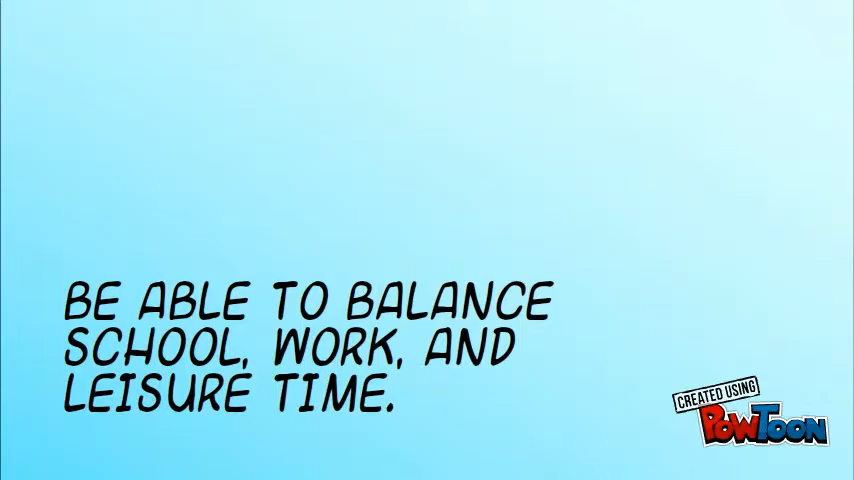 BE ABLE TO BALANCE
SCHOOL, WORK, AND
LEISURE TIME.
CREATED USING
POWTOON